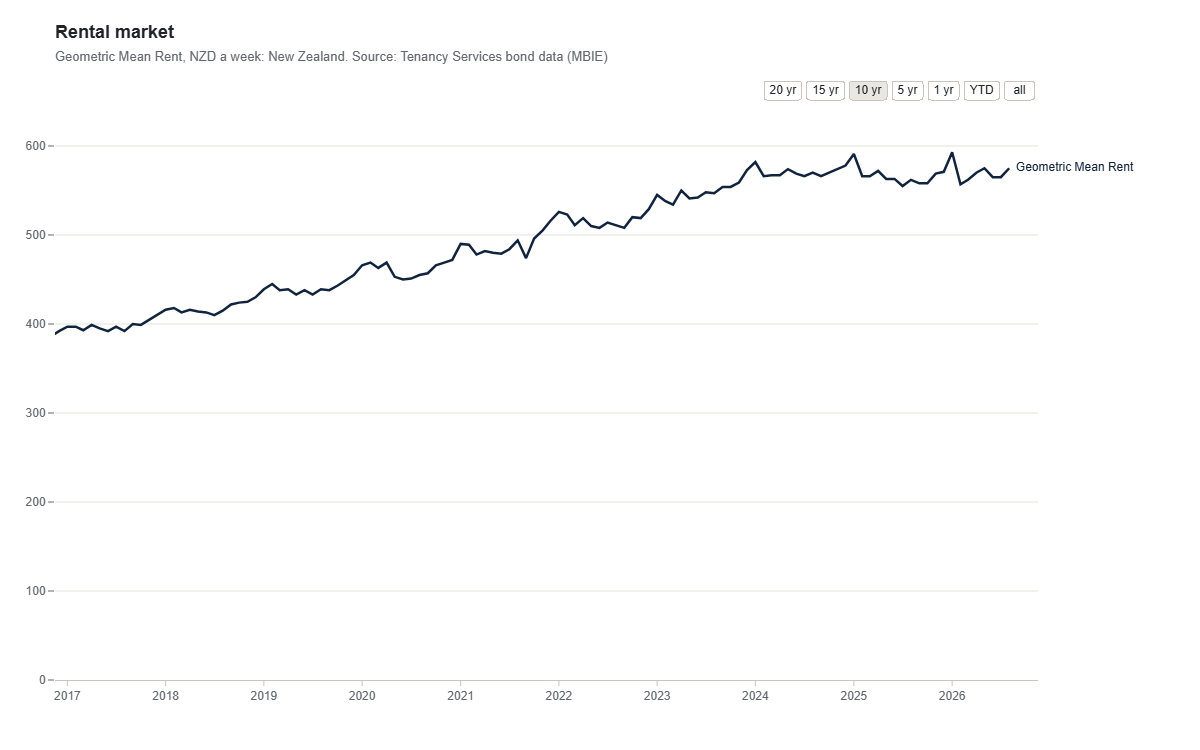 Rental market
Geometric Mean Rent, NZD a week: New Zealand. Source: Tenancy Services bond data (MBIE)
20 yr 15 yr 10 yr 5 yr 1 yr YTD all
600
Geometric Mean Rent
500
400
300
200
100
0
2017 2018 2019 2020 2021 2022 2023 2024 2025 2026